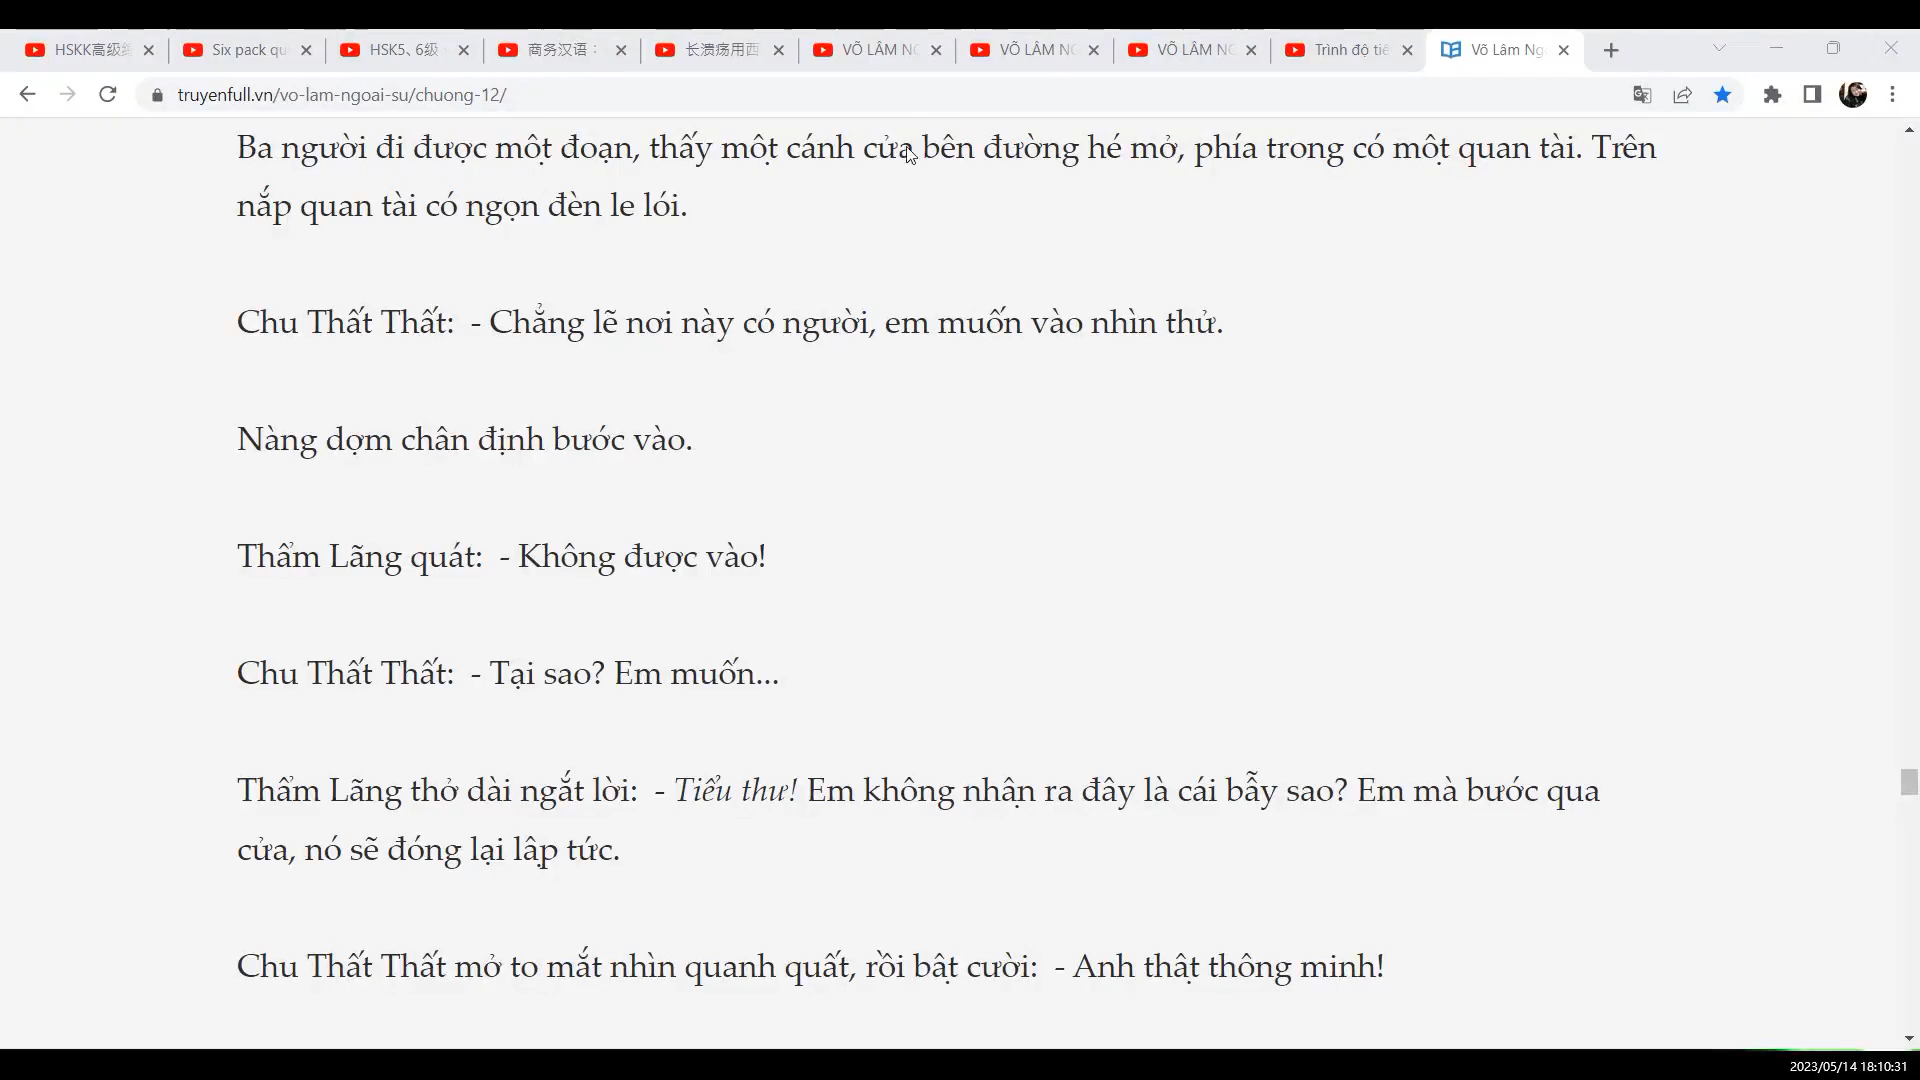 HSKK高级
Six pack qu
HSK5、6级
商务汉语：
长溃疡用西
VÕ LÂM NG
VÕ LÂM NG
VÕ LÂM NG
Trình độ tiế
Võ Lâm Ng
truyenfull.vn/vo-lam-ngoai-su/chuong-12/
Ba người đi được một đoạn, thấy một cánh cửa bên đường hé mở, phía trong có một quan tài. Trên
nắp quan tài có ngọn đèn le lói.
Chu Thất Thất:  - Chẳng lẽ nơi này có người, em muốn vào nhìn thử.
Nàng dợm chân định bước vào.
Thẩm Lãng quát:  - Không được vào!
Chu Thất Thất:  - Tại sao? Em muốn...
Thẩm Lãng thở dài ngắt lời:  - Tiểu thư! Em không nhận ra đây là cái bẫy sao? Em mà bước qua
cửa, nó sẽ đóng lại lập tức.
Chu Thất Thất mở to mắt nhìn quanh quất, rồi bật cười:  - Anh thật thông minh!
2023/05/14 18:10:31